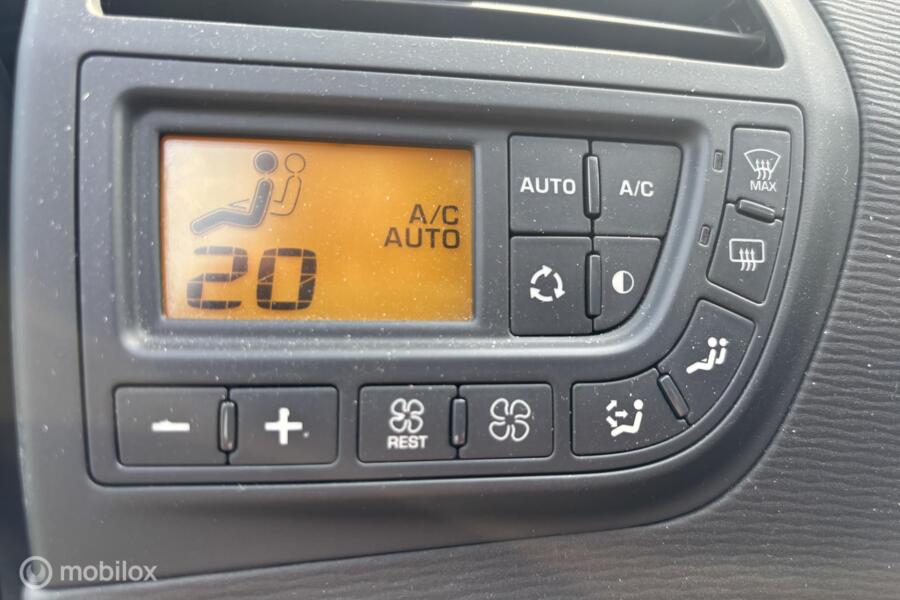 A/C
AUTO
20
AUTO
A/C
MAX
REST
mobilox